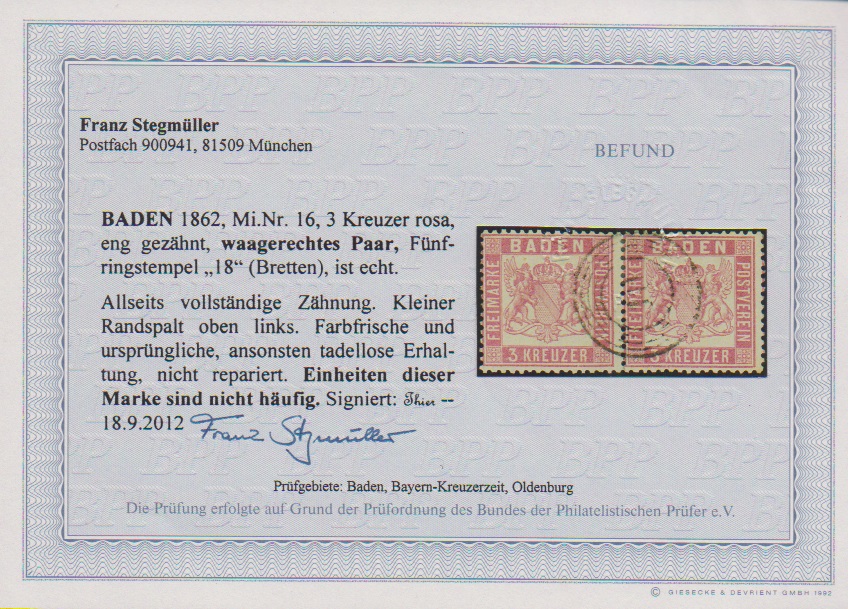 Franz Stegmüller
Postfach 900941, 81509 München
BEFUND
BADEN 1862, Mi.Nr. 16, 3 Kreuzer rosa,
eng gezähnt, waagerechtes Paar, Fünf-
ringstempel „18“ (Bretten), ist echt.
Allseits vollständige Zähnung. Kleiner
Randspalt oben links. Farbfrische und
ursprüngliche, ansonsten tadellose Erhal-
tung, nicht repariert. Einheiten dieser
Marke sind nicht häufig. Signiert: Thier --
18.9.2012 Franz Stegmüller
BADEN BADEN
FREIMARKE POSTVEREIN
3 KREUZER KREUZER
Prüfgebiete: Baden, Bayern-Kreuzerzeit, Oldenburg
Die Prüfung erfolgte auf Grund der Prüfordnung des Bundes der Philatelistischen Prüfer e.V.
© GIESECKE & DEVRIENT GMBH 1992